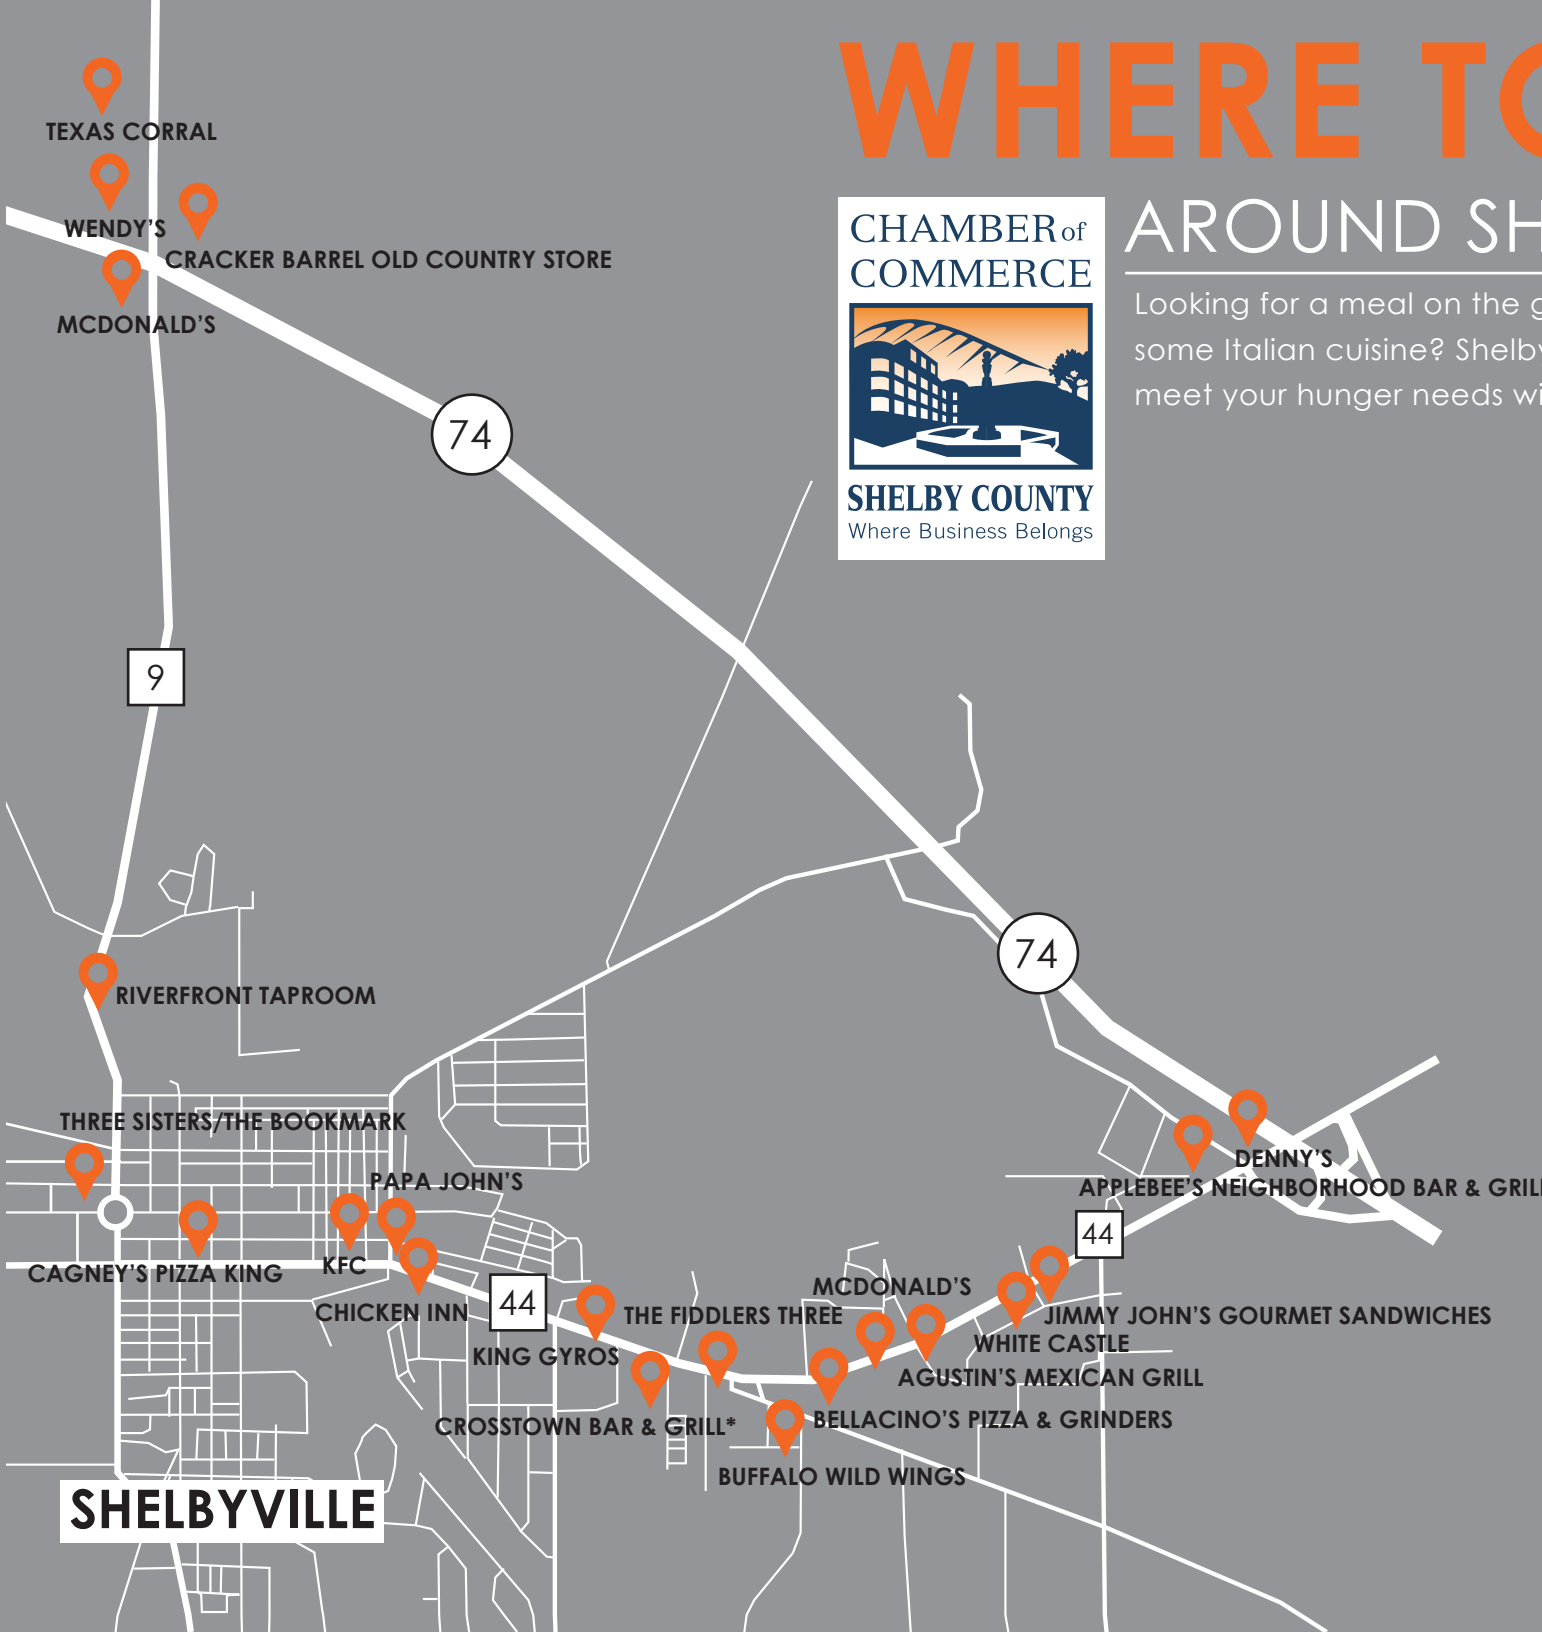 WHERE TO
AROUND SH
Looking for a meal on the g
some Italian cuisine? Shelby
meet your hunger needs wi
CHAMBER of
COMMERCE
SHELBY COUNTY
Where Business Belongs
TEXAS CORRAL
WENDY'S
CRACKER BARREL OLD COUNTRY STORE
MCDONALD'S
74
9
74
RIVERFRONT TAPROOM
THREE SISTERS/THE BOOKMARK
DENNY'S
PAPA JOHN'S
APPLEBEE'S NEIGHBORHOOD BAR & GRILL
44
KFC
CAGNEY'S PIZZA KING
MCDONALD'S
44
CHICKEN INN
THE FIDDLERS THREE
JIMMY JOHN'S GOURMET SANDWICHES
WHITE CASTLE
KING GYROS
AGUSTIN'S MEXICAN GRILL
BELLACINO'S PIZZA & GRINDERS
CROSSTOWN BAR & GRILL*
BUFFALO WILD WINGS
SHELBYVILLE